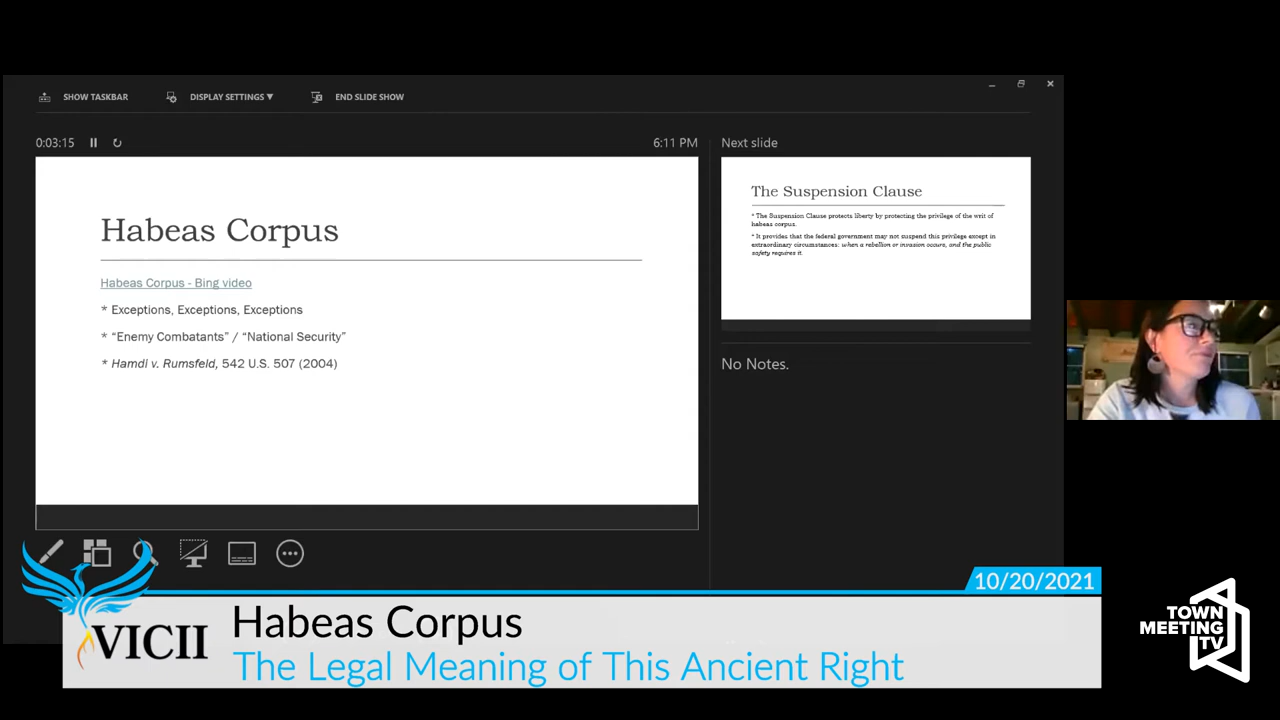 SHOW TASKBAR
DISPLAY SETTINGS ▼
END SLIDE SHOW
0:03:15
6:11 PM
Habeas Corpus
Habeas Corpus - Bing video
* Exceptions, Exceptions, Exceptions
* “Enemy Combatants” / “National Security”
* Hamdi v. Rumsfeld, 542 U.S. 507 (2004)
Next slide
The Suspension Clause
* The Suspension Clause protects liberty by protecting the privilege of the writ of
habeas corpus.
* It provides that the federal government may not suspend this privilege except in
extraordinary circumstances: when a rebellion or invasion occurs, and the public
safety requires it.
No Notes.
10/20/2021
VICII
Habeas Corpus
The Legal Meaning of This Ancient Right
TOWN
MEETING
TV